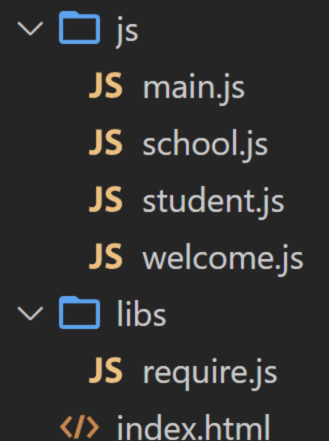 js
JS main.js
JS school.js
JS student.js
JS welcome.js
libs
JS require.js
</> index.html